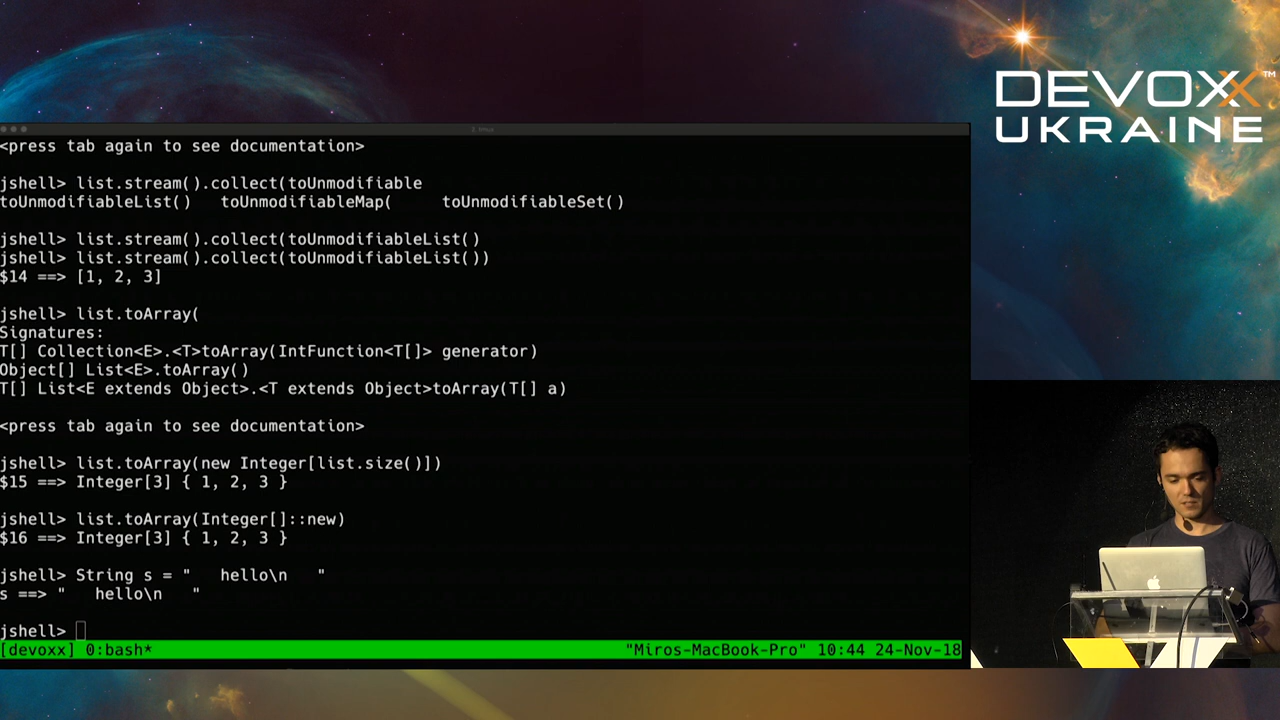 DEVOXX™
UKRAINE
<press tab again to see documentation>
jshell> list.stream().collect(toUnmodifiable
toUnmodifiableList()   toUnmodifiableMap(     toUnmodifiableSet()
jshell> list.stream().collect(toUnmodifiableList()
jshell> list.stream().collect(toUnmodifiableList())
$14 ==> [1, 2, 3]
jshell> list.toArray(
Signatures:
T[] Collection<E>.<T>toArray(IntFunction<T[]> generator)
Object[] List<E>.toArray()
T[] List<E extends Object>.<T extends Object>toArray(T[] a)
<press tab again to see documentation>
jshell> list.toArray(new Integer[list.size()])
$15 ==> Integer[3] { 1, 2, 3 }
jshell> list.toArray(Integer[]::new)
$16 ==> Integer[3] { 1, 2, 3 }
jshell> String s = "   hello\n   "
s ==> "   hello\n   "
jshell>
[devoxx] 0:bash*                    "Miros-MacBook-Pro" 10:44 24-Nov-18